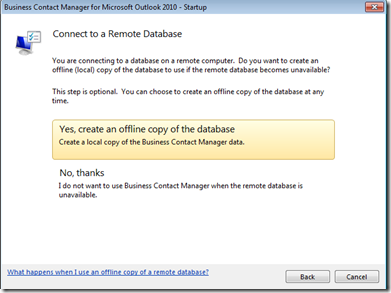 Business Contact Manager for Microsoft Outlook 2010 - Startup
Connect to a Remote Database
You are connecting to a database on a remote computer. Do you want to create an
offline (local) copy of the database to use if the remote database becomes unavailable?
This step is optional. You can choose to create an offline copy of the database at any
time.
Yes, create an offline copy of the database
Create a local copy of the Business Contact Manager data.
No, thanks
I do not want to use Business Contact Manager when the remote database is
unavailable.
What happens when I use an offline copy of a remote database?
Back
Cancel